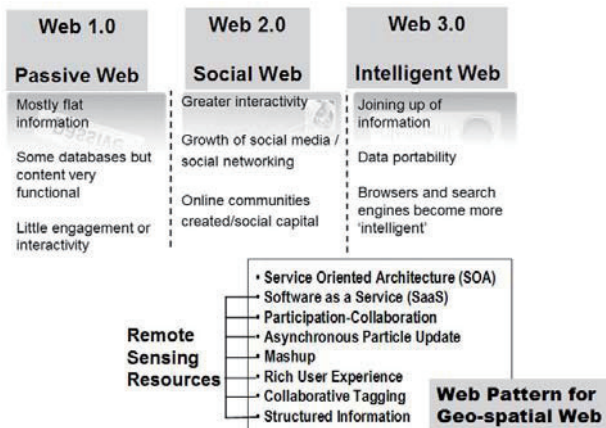 Web 1.0
Passive Web
Mostly flat
information
Some databases but
content very
functional
Little engagement or
interactivity
Web 2.0
Social Web
Greater interactivity
Growth of social media /
social networking
Online communities
created/social capital
Web 3.0
Intelligent Web
Joining up of
information
Data portability
Browsers and search
engines become more
‘intelligent’
Remote
Sensing
Resources
• Service Oriented Architecture (SOA)
• Software as a Service (SaaS)
• Participation-Collaboration
• Asynchronous Particle Update
• Mashup
• Rich User Experience
• Collaborative Tagging
• Structured Information
Web Pattern for
Geo-spatial Web